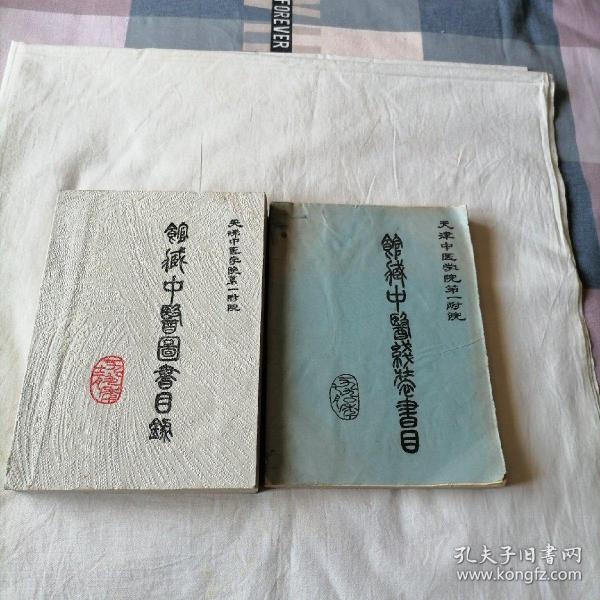 FOREVER
天津中医学院第一附院
館藏中醫圖書目錄
天津中医学院第一附院
館藏中醫綫装書目
孔夫子旧书网
www.kongfz.com